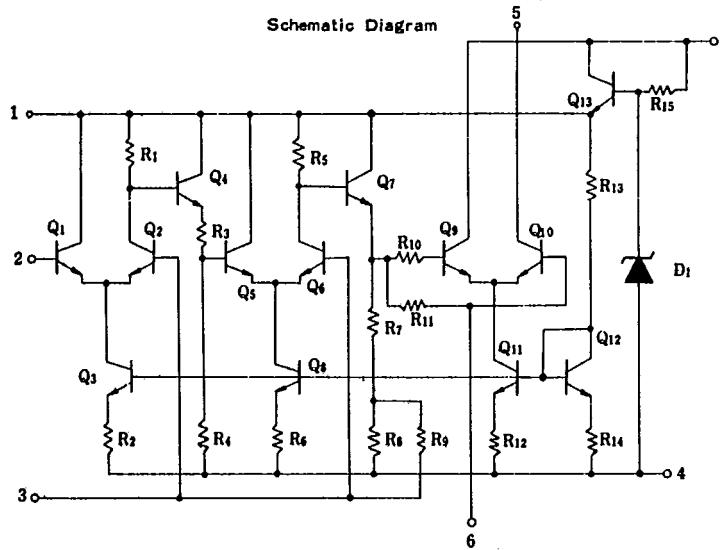 Schematic Diagram
5
1
Q13
R15
R1
Q4
R5
Q7
R13
Q1
Q2
R3
Q9
Q10
R10
2
D1
Q5
Q6
R11
R7
Q3
Q8
Q11
Q12
R2
R4
R6
R8
R9
R12
R14
4
3
6